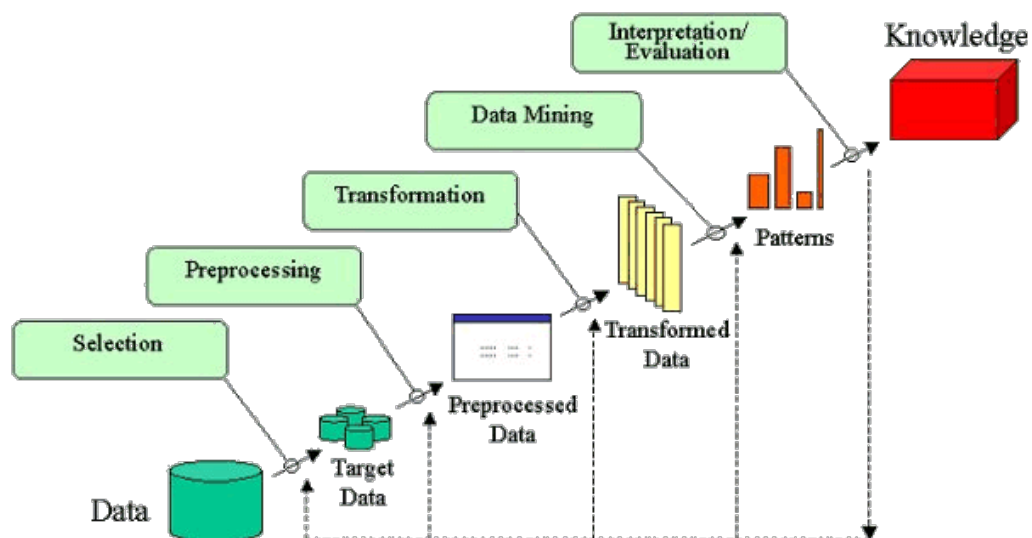 Interpretation/
Evaluation
Knowledge
Data Mining
Transformation
Patterns
Preprocessing
Transformed
Data
Selection
Preprocessed
Data
Target
Data
Data